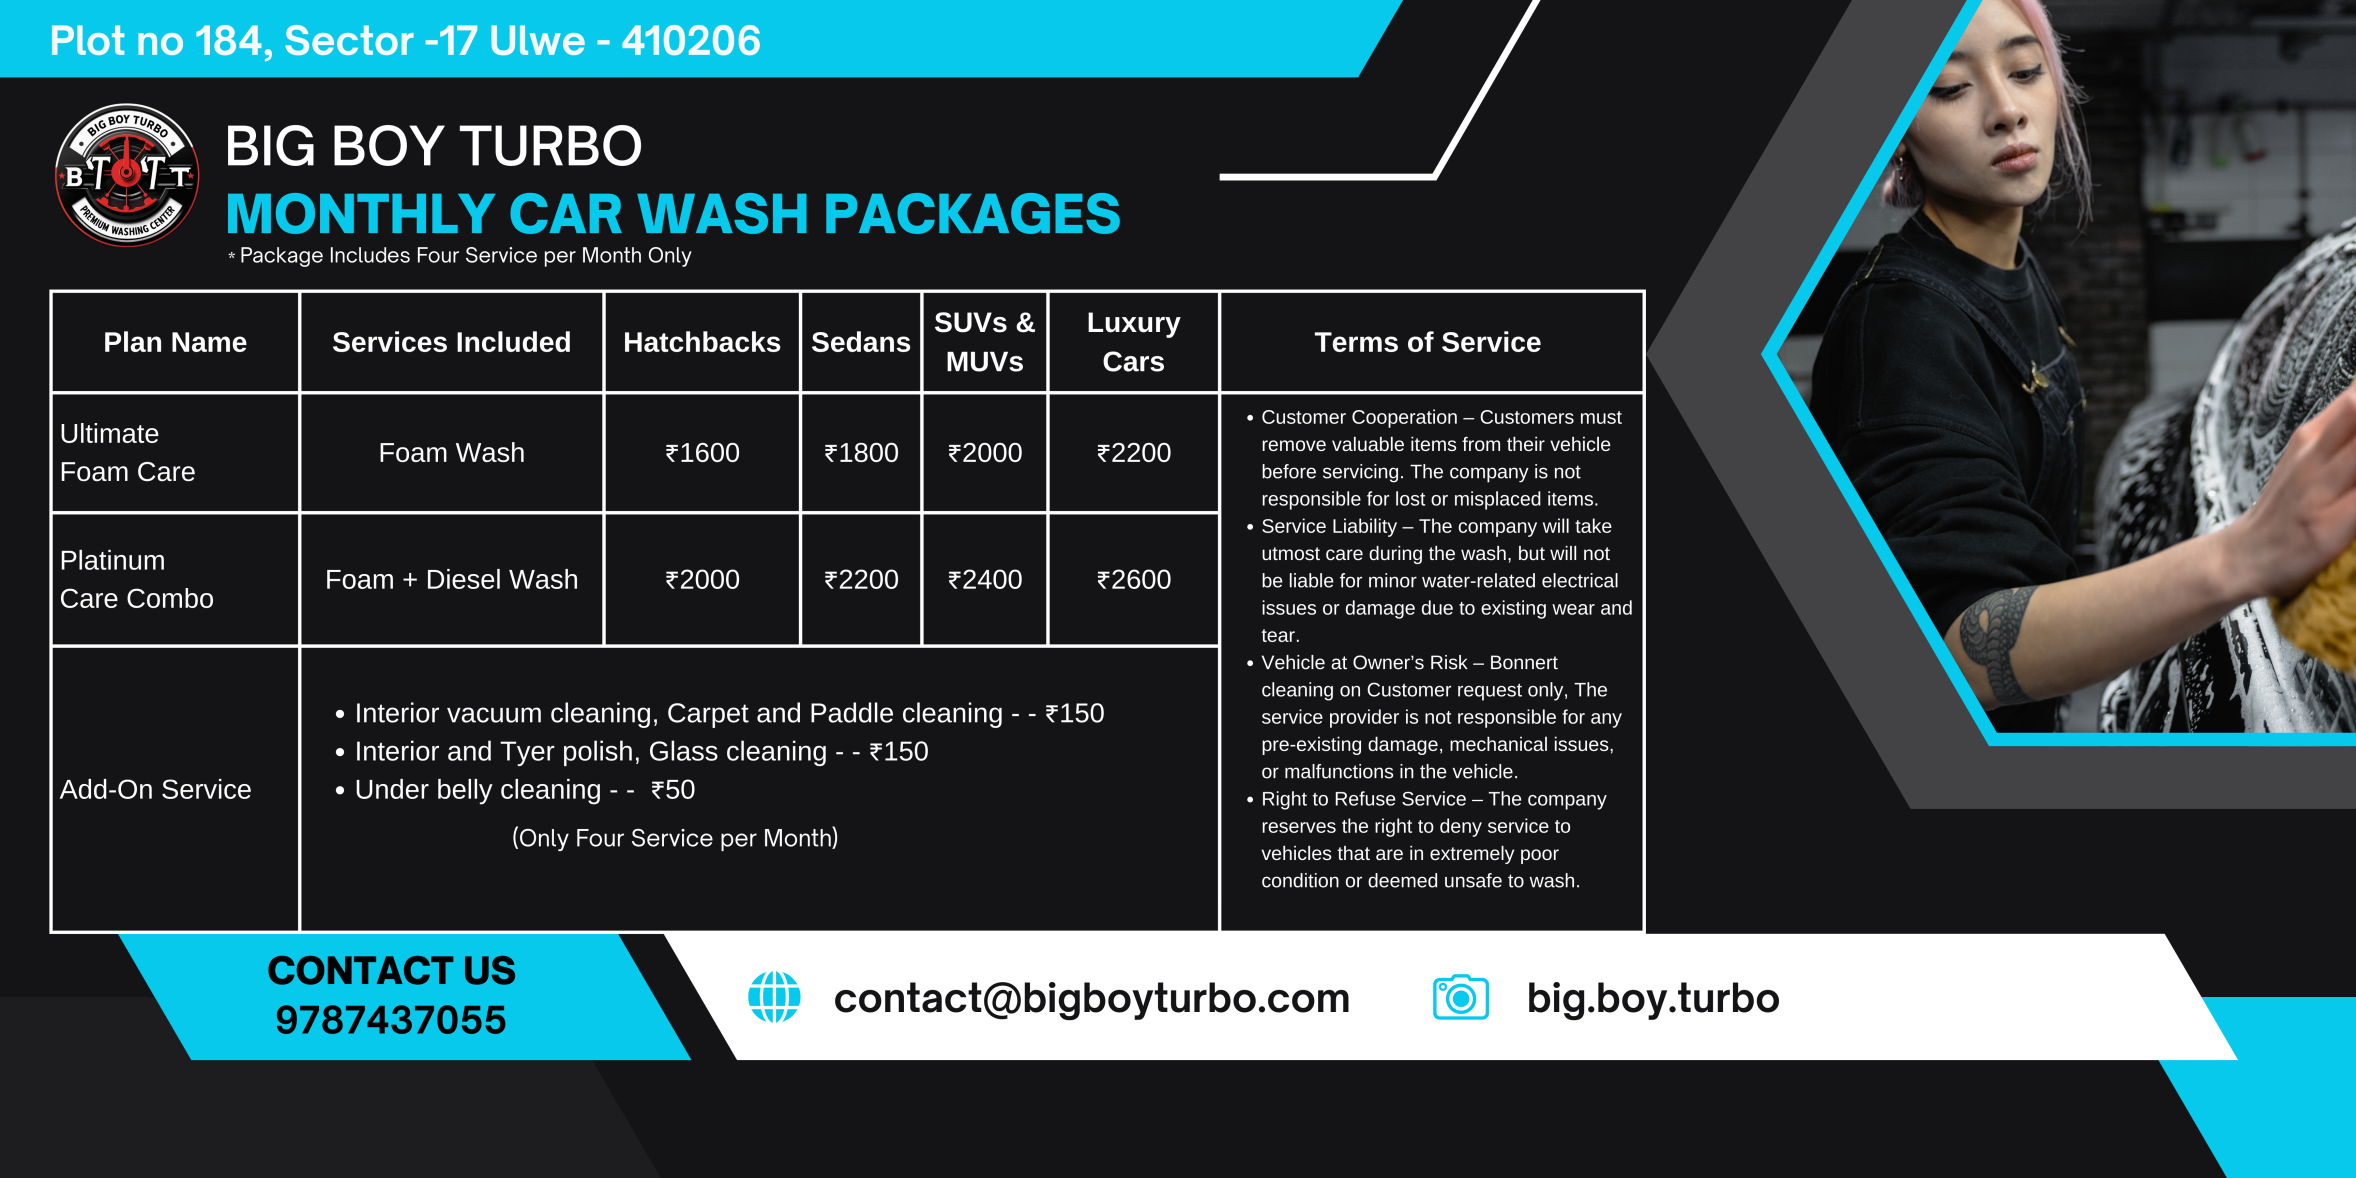 Plot no 184, Sector -17 Ulwe - 410206
BIG BOY TURBO
B T T T
PREMIUM WASHING CENTER
BIG BOY TURBO
MONTHLY CAR WASH PACKAGES
* Package Includes Four Service per Month Only
Plan Name
Services Included
Hatchbacks
Sedans
SUVs &
MUVs
Luxury
Cars
Terms of Service
Ultimate
Foam Care
Foam Wash
₹1600
₹1800
₹2000
₹2200
Platinum
Care Combo
Foam + Diesel Wash
₹2000
₹2200
₹2400
₹2600
Add-On Service
• Interior vacuum cleaning, Carpet and Paddle cleaning - - ₹150
• Interior and Tyer polish, Glass cleaning - - ₹150
• Under belly cleaning - - ₹50
(Only Four Service per Month)
• Customer Cooperation – Customers must
remove valuable items from their vehicle
before servicing. The company is not
responsible for lost or misplaced items.
• Service Liability – The company will take
utmost care during the wash, but will not
be liable for minor water-related electrical
issues or damage due to existing wear and
tear.
• Vehicle at Owner’s Risk – Bonnert
cleaning on Customer request only, The
service provider is not responsible for any
pre-existing damage, mechanical issues,
or malfunctions in the vehicle.
• Right to Refuse Service – The company
reserves the right to deny service to
vehicles that are in extremely poor
condition or deemed unsafe to wash.
CONTACT US
9787437055
contact@bigboyturbo.com
big.boy.turbo